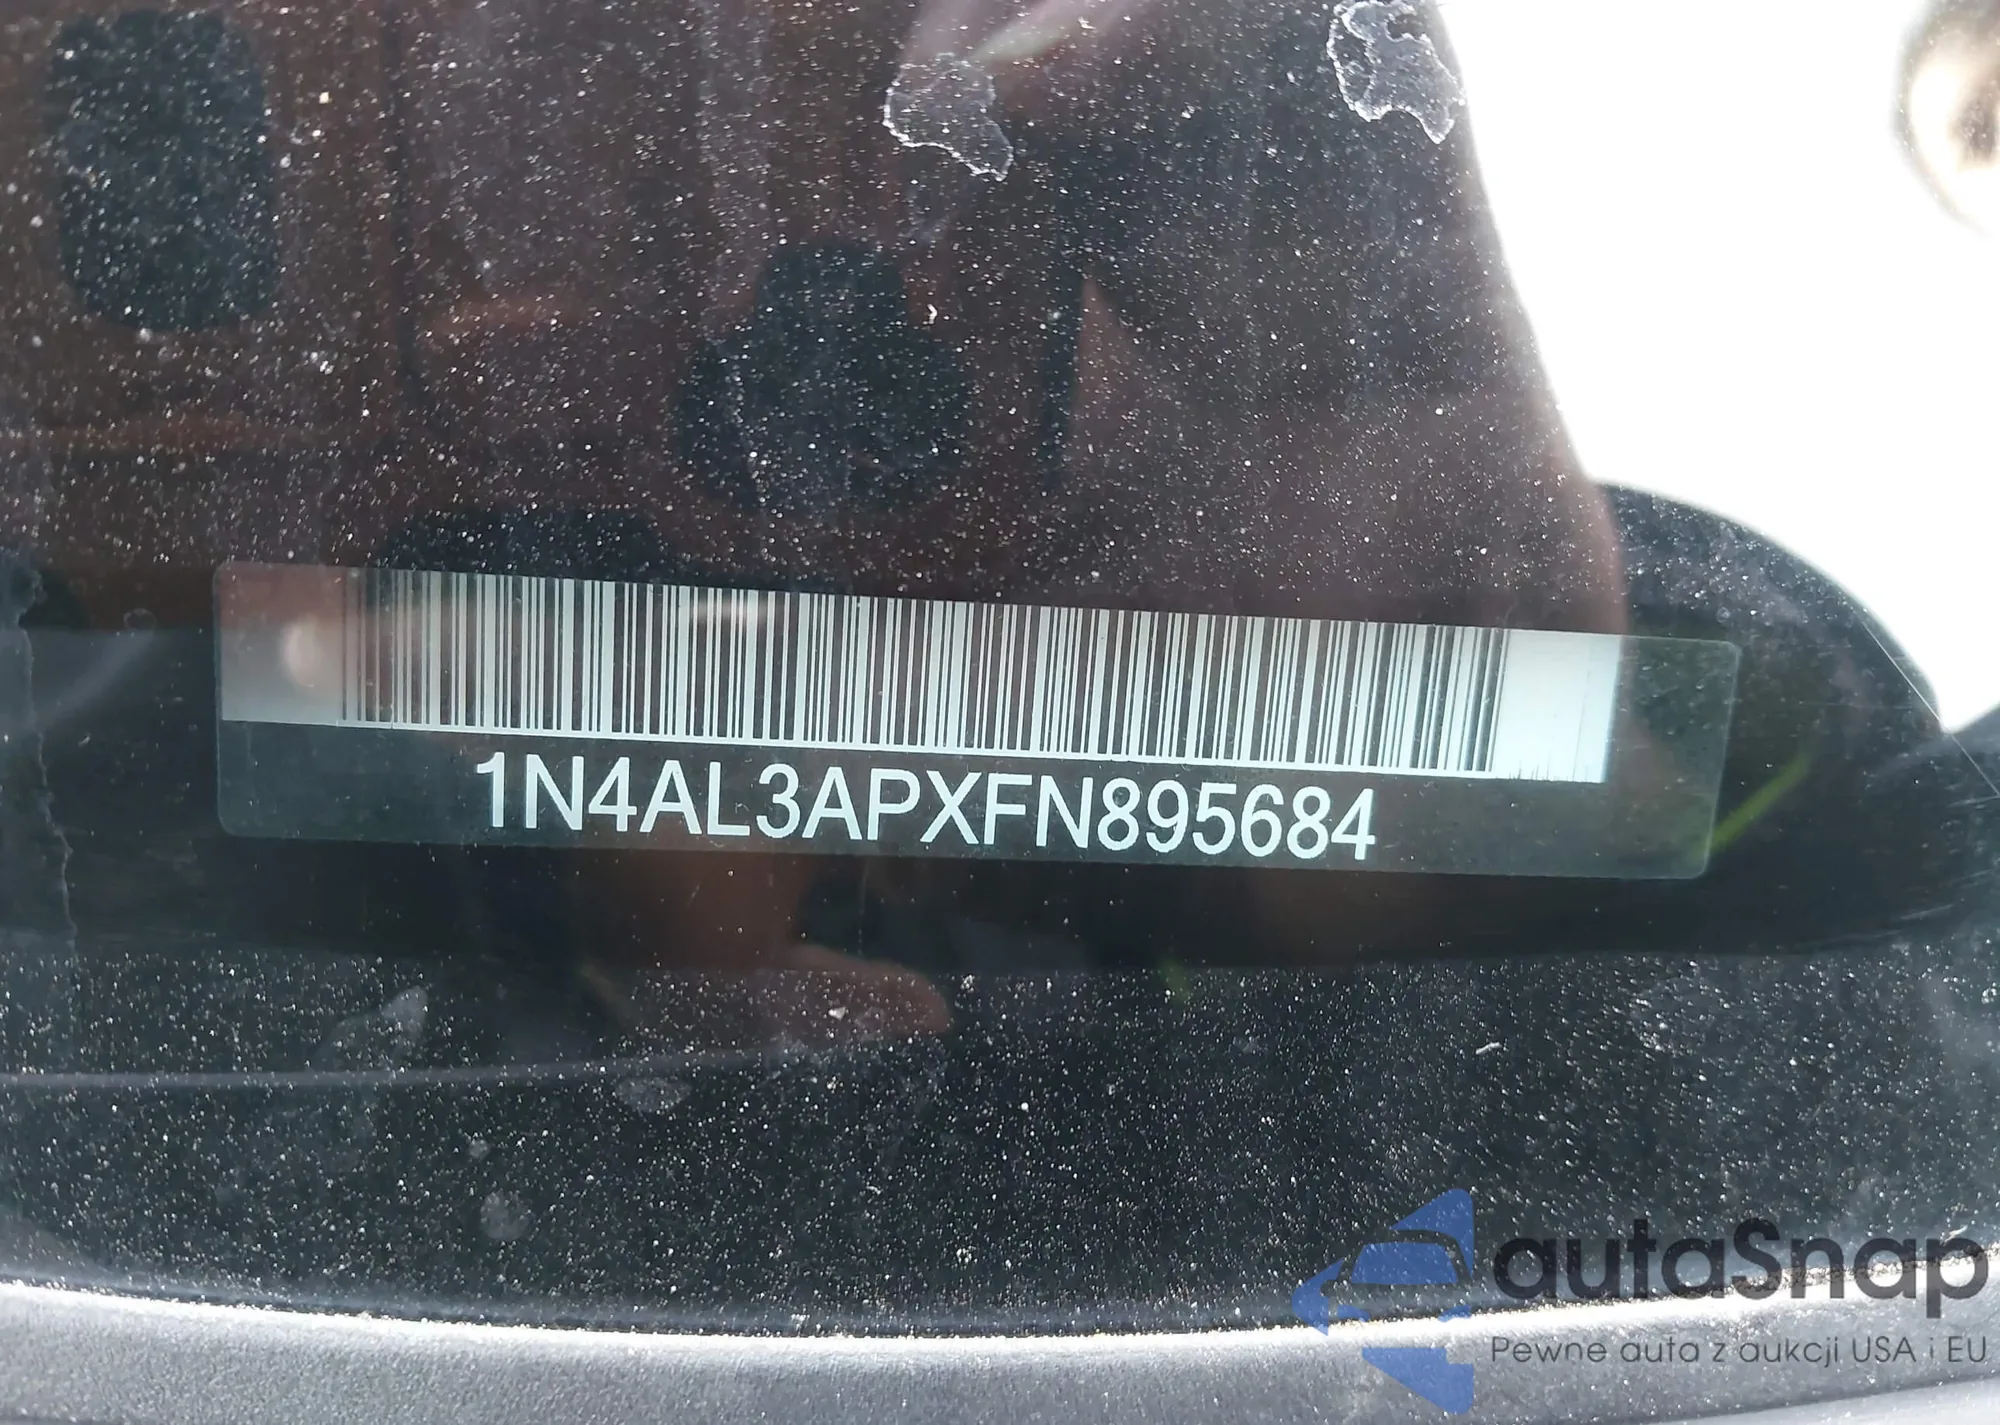 1N4AL3APXFN895684
autaSnap
Pewne auta z aukcji USA i EU